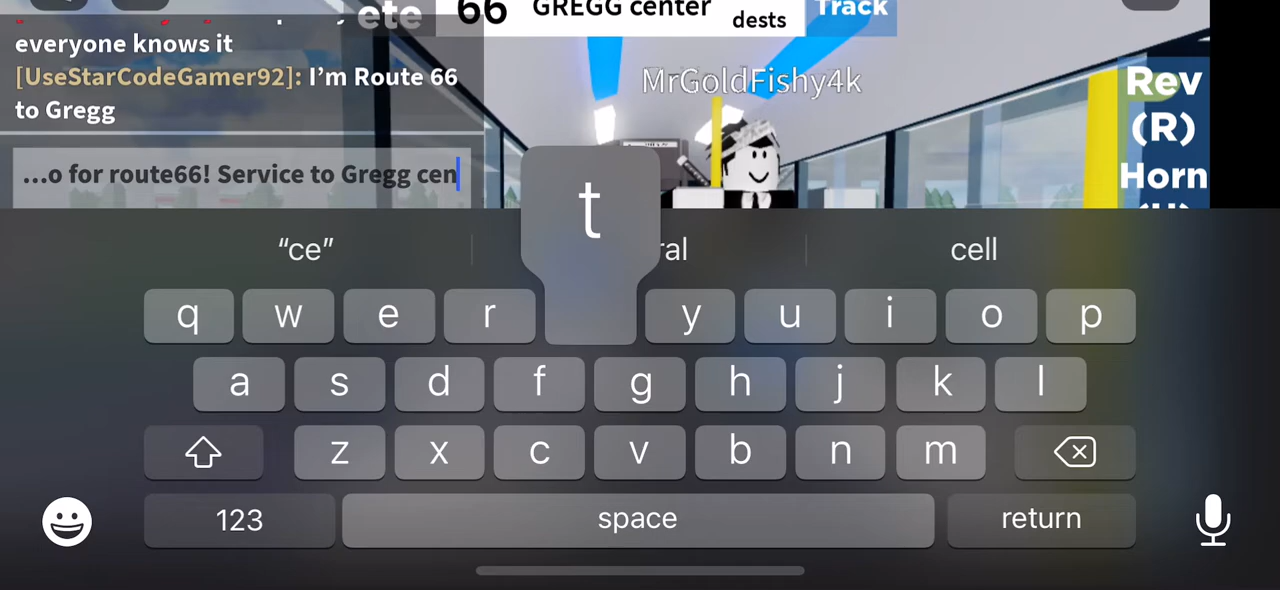 ete
66
GREGG center
dests
Track
everyone knows it
[UseStarCodeGamer92]: I’m Route 66
to Gregg
MrGoldFishy4k
Rev
(R)
Horn
...o for route66! Service to Gregg cen
t
“ce”
ral
cell
q w e r y u i o p
a s d f g h j k l
z x c v b n m
123 space return